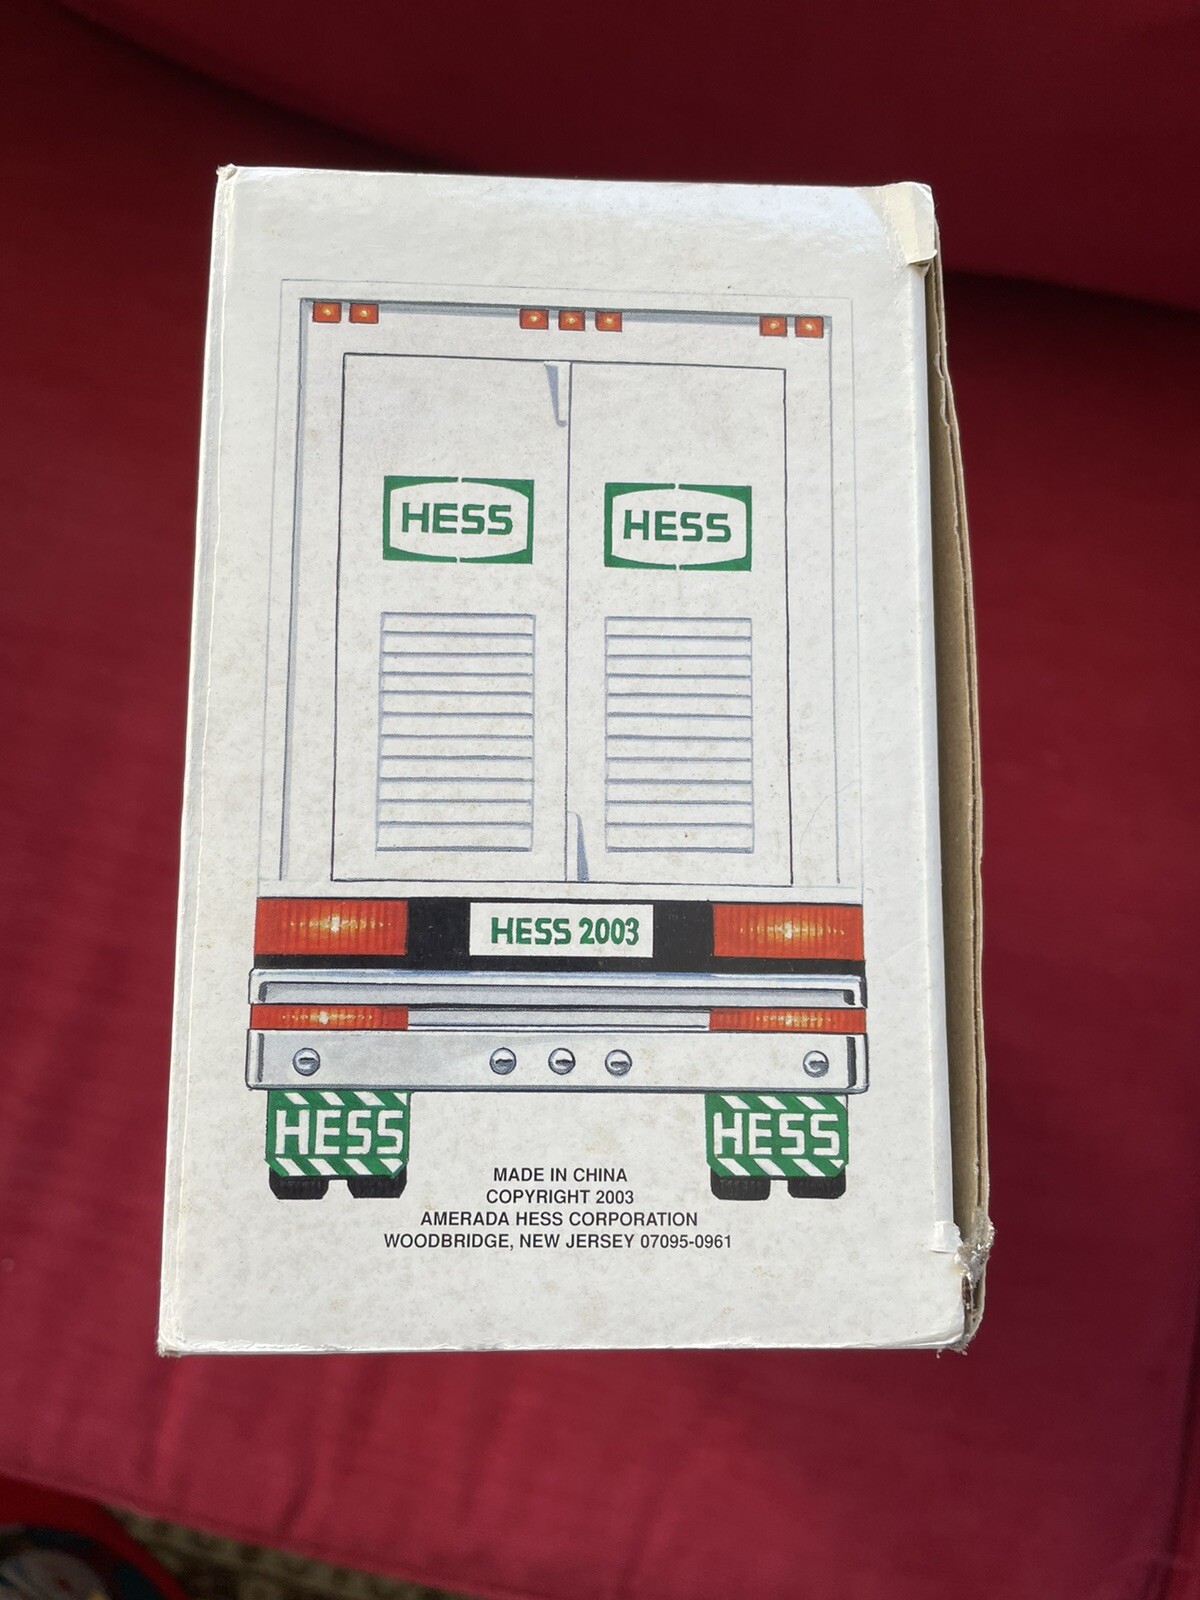 HESS
HESS
HESS 2003
HESS
HESS
MADE IN CHINA
COPYRIGHT 2003
AMERADA HESS CORPORATION
WOODBRIDGE, NEW JERSEY 07095-0961